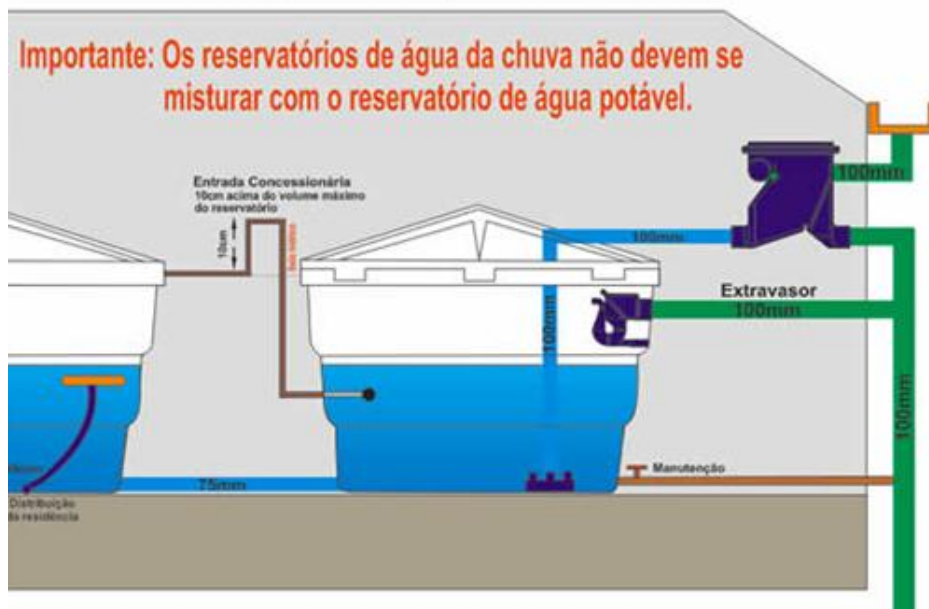 Importante: Os reservatórios de água da chuva não devem se
misturar com o reservatório de água potável.
Entrada Concessionária
10cm acima do volume máximo
do reservatório
10cm
100mm
100mm
100mm
Extravasor
100mm
100mm
Manutenção
75mm
Distribuição
da residência